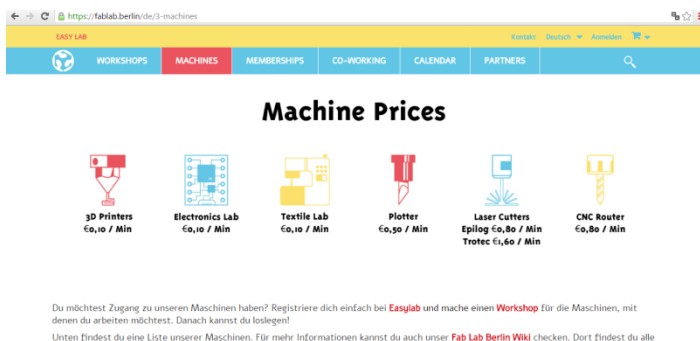 https://fablab.berlin/de/3-machines
EASY LAB
Kontakt Deutsch Anmelden
WORKSHOPS MACHINES MEMBERSHIPS CO-WORKING CALENDAR PARTNERS
Machine Prices
3D Printers Electronics Lab Textile Lab Plotter Laser Cutters CNC Router
€0,10 / Min €0,10 / Min €0,10 / Min €0,50 / Min Epilog €0,80 / Min €0,80 / Min
Trotec €1,60 / Min
Du möchtest Zugang zu unseren Maschinen haben? Registriere dich einfach bei Easylab und mache einen Workshop für die Maschinen, mit
denen du arbeiten möchtest. Danach kannst du loslegen!
Unten findest du eine Liste unserer Maschinen. Für mehr Informationen kannst du auch unser Fab Lab Berlin Wiki checken. Dort findest du alle